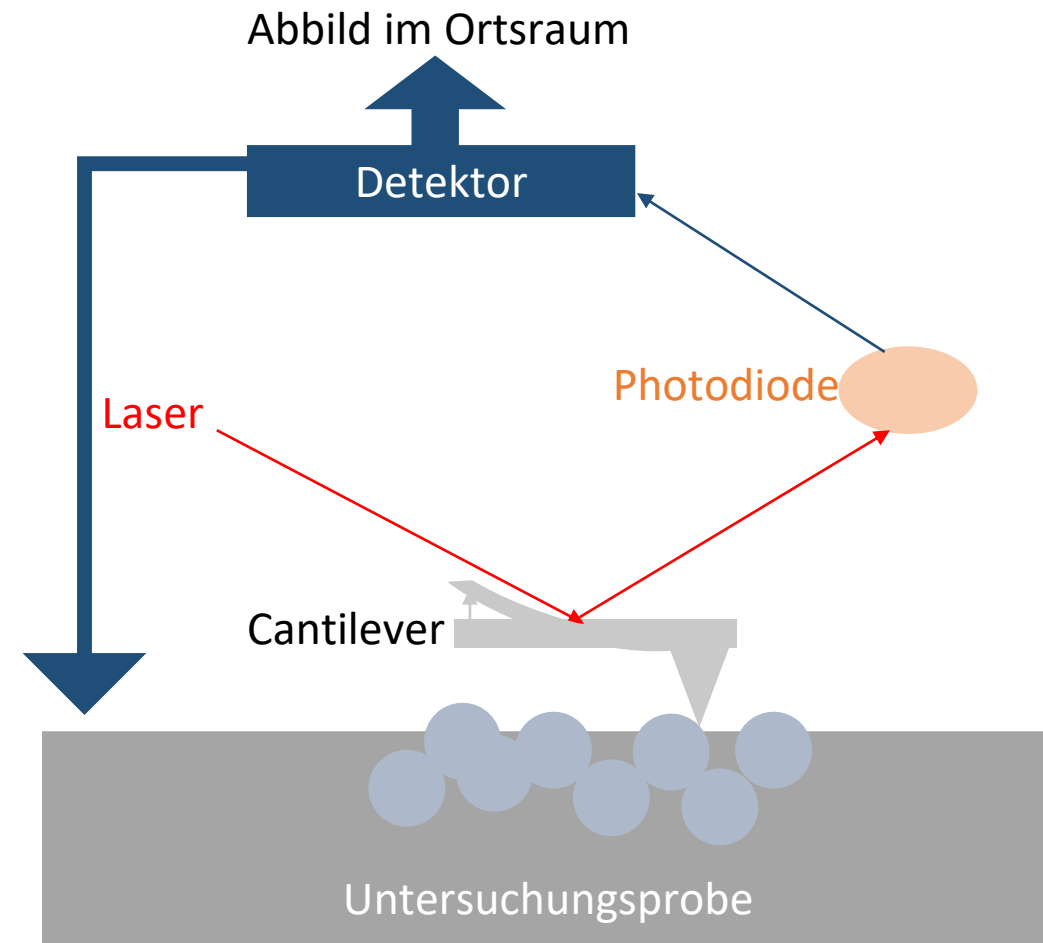 Abbild im Ortsraum
Detektor
Photodiode
Laser
Cantilever
Untersuchungsprobe